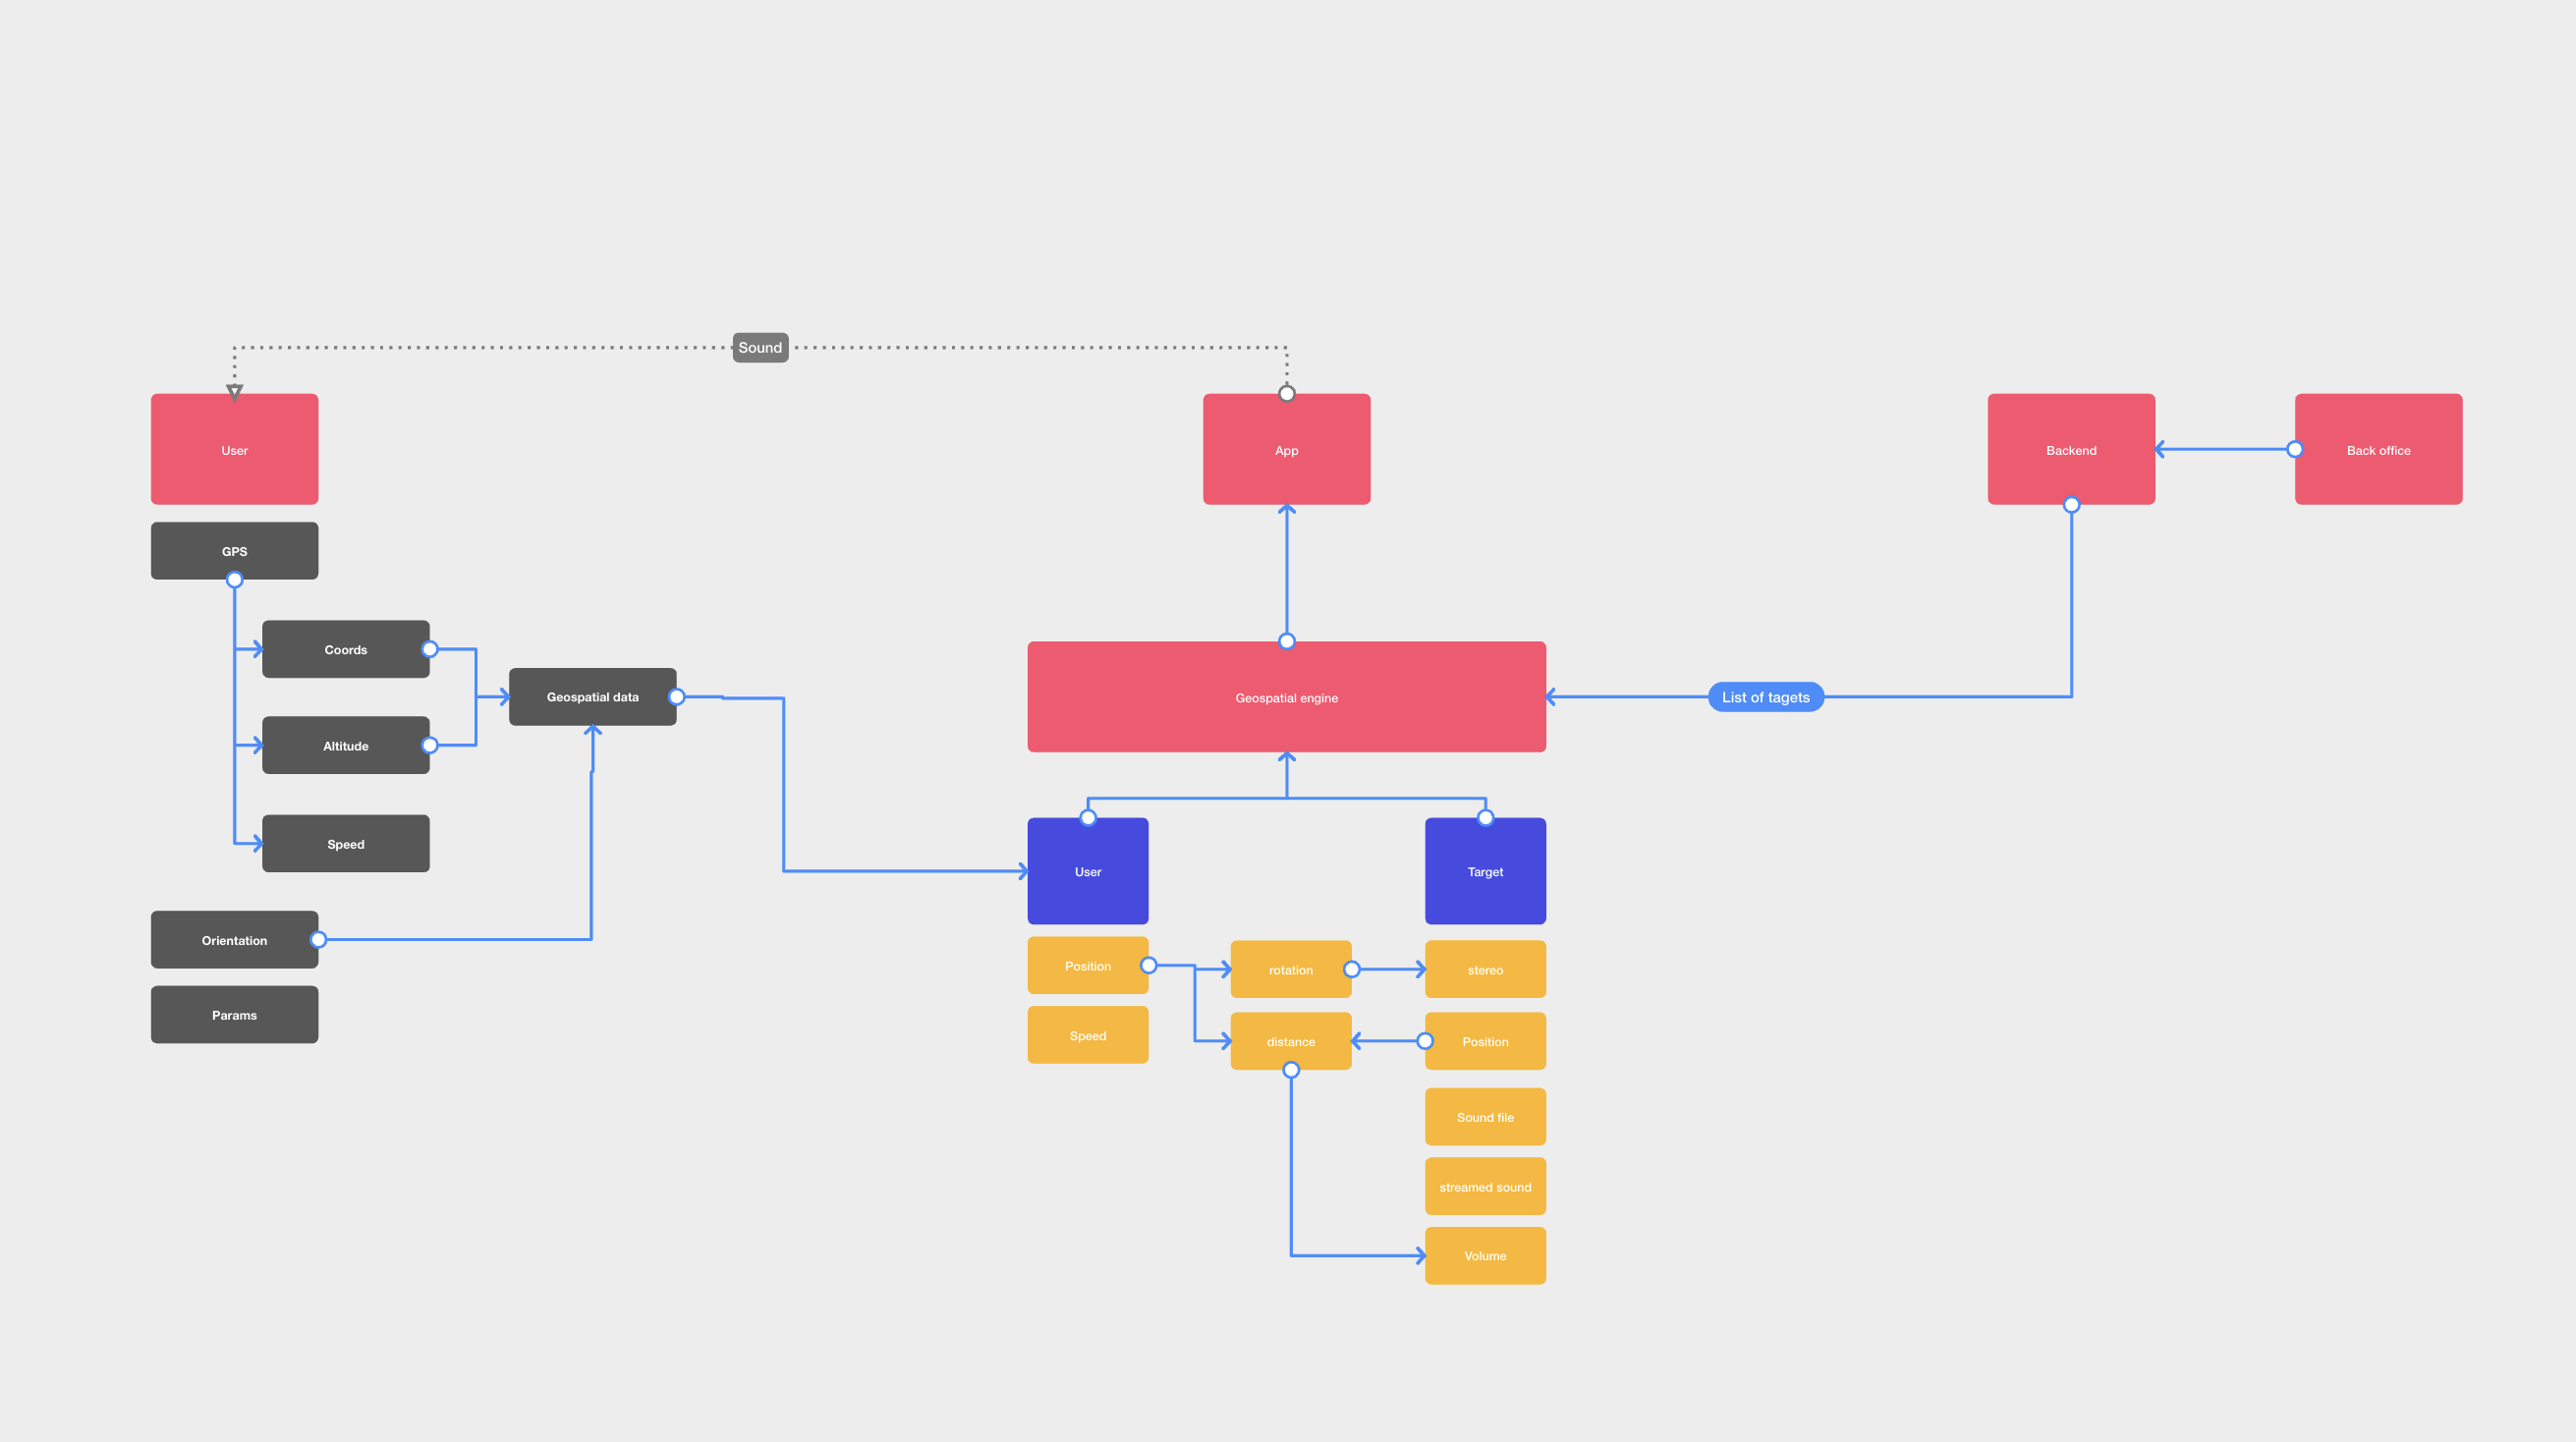 Sound
User
App
Backend
Back office
GPS
Coords
Geospatial data
Altitude
Speed
Orientation
Params
Geospatial engine
List of tagets
User
Target
Position
rotation
stereo
Speed
distance
Position
Sound file
streamed sound
Volume